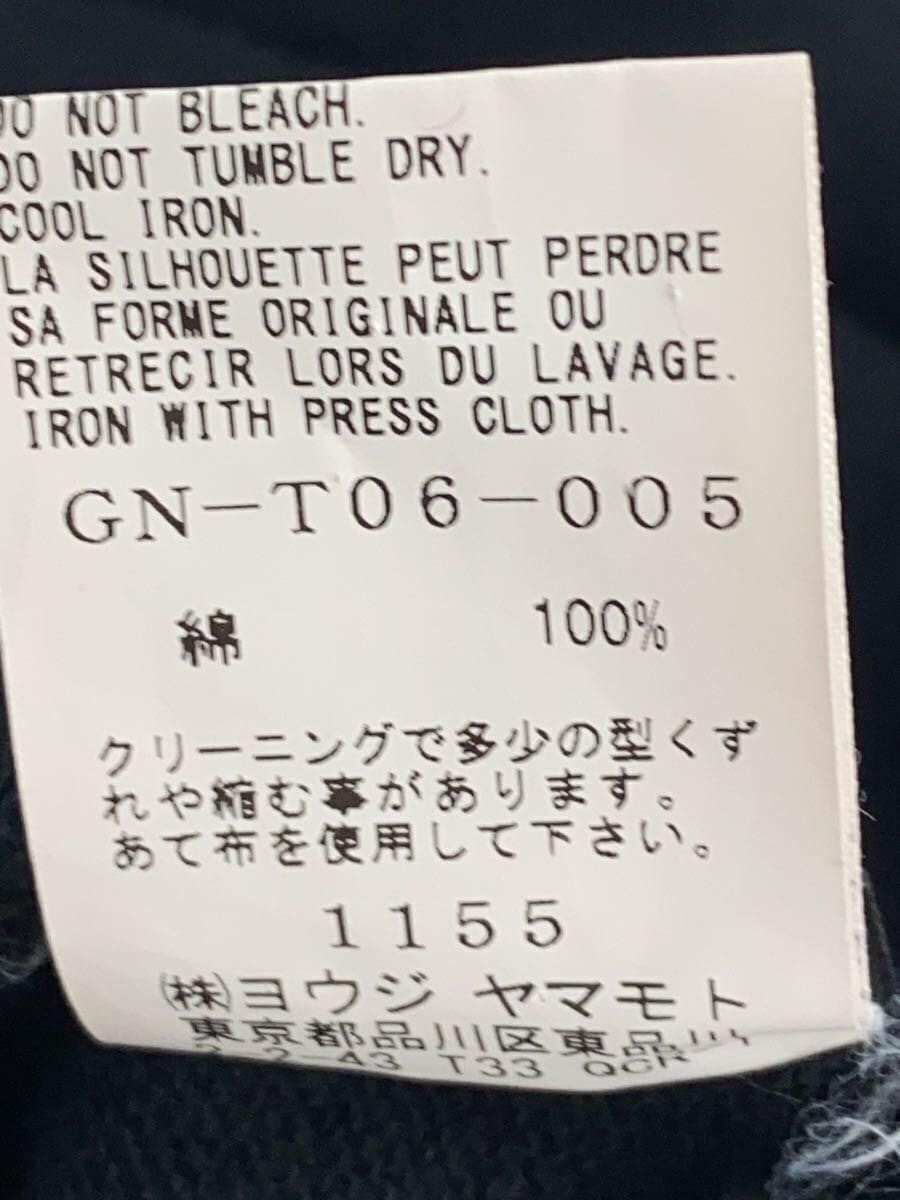 DO NOT BLEACH.
DO NOT TUMBLE DRY.
COOL IRON.
LA SILHOUETTE PEUT PERDRE
SA FORME ORIGINALE OU
RETRECIR LORS DU LAVAGE.
IRON WITH PRESS CLOTH.
GN-T06-005
綿 100%
クリーニングで多少の型くず
れや縮む事があります。
あて布を使用して下さい。
1155
(株)ヨウジ ヤマモト
東京都品川区東品川
2-2-43 T33